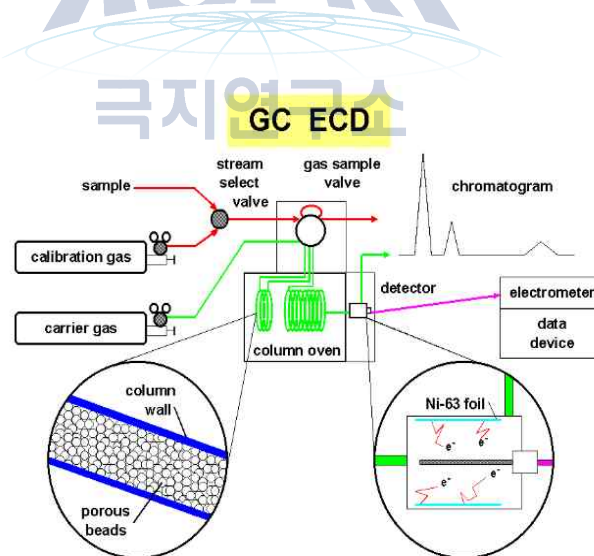 극지연구소
GC ECD
stream
select
valve
gas sample
valve
sample
chromatogram
calibration gas
detector
electrometer
carrier gas
data
device
column oven
column
wall
Ni-63 foil
e-
e-
e-
e-
porous
beads